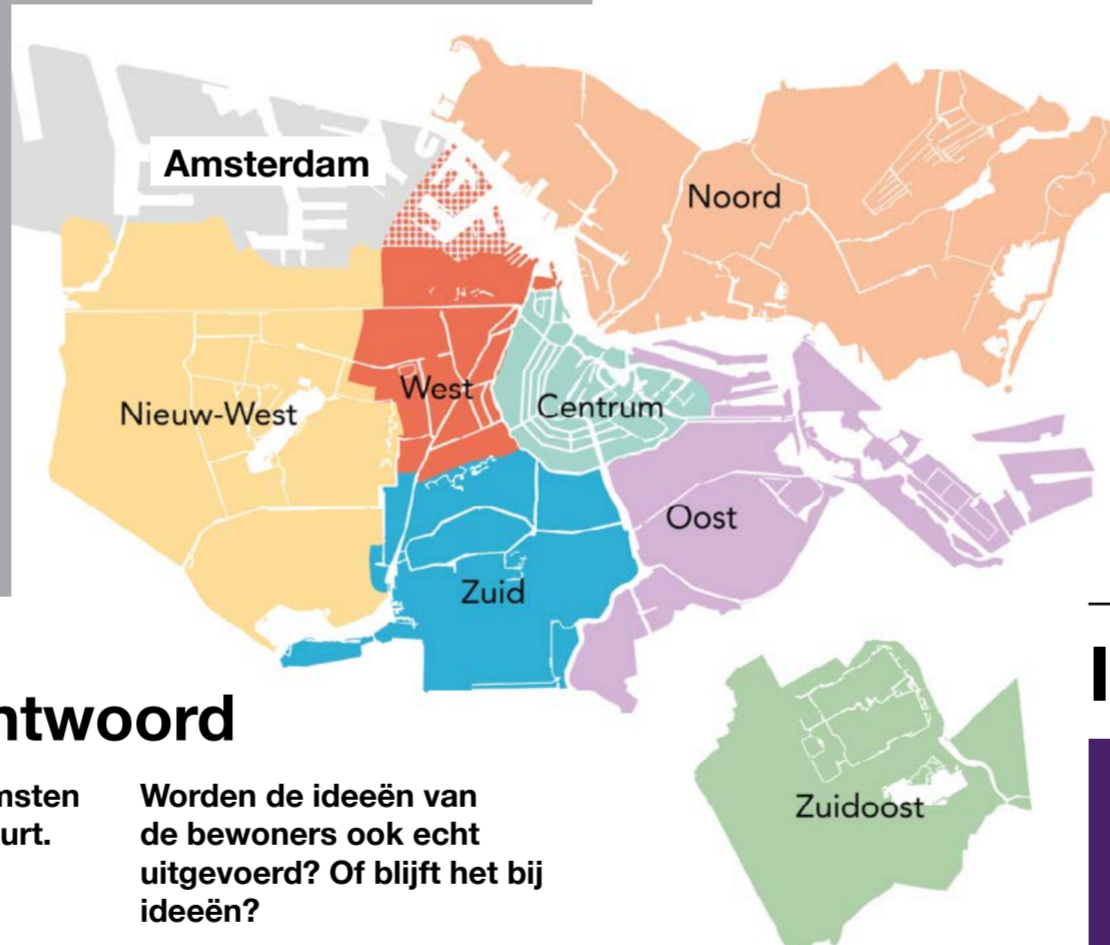 Amsterdam
Noord
Nieuw-West
West
Centrum
Oost
Zuid
Zuidoost
ntwoord
msten
urt.
Worden de ideeën van
de bewoners ook echt
uitgevoerd? Of blijft het bij
ideeën?